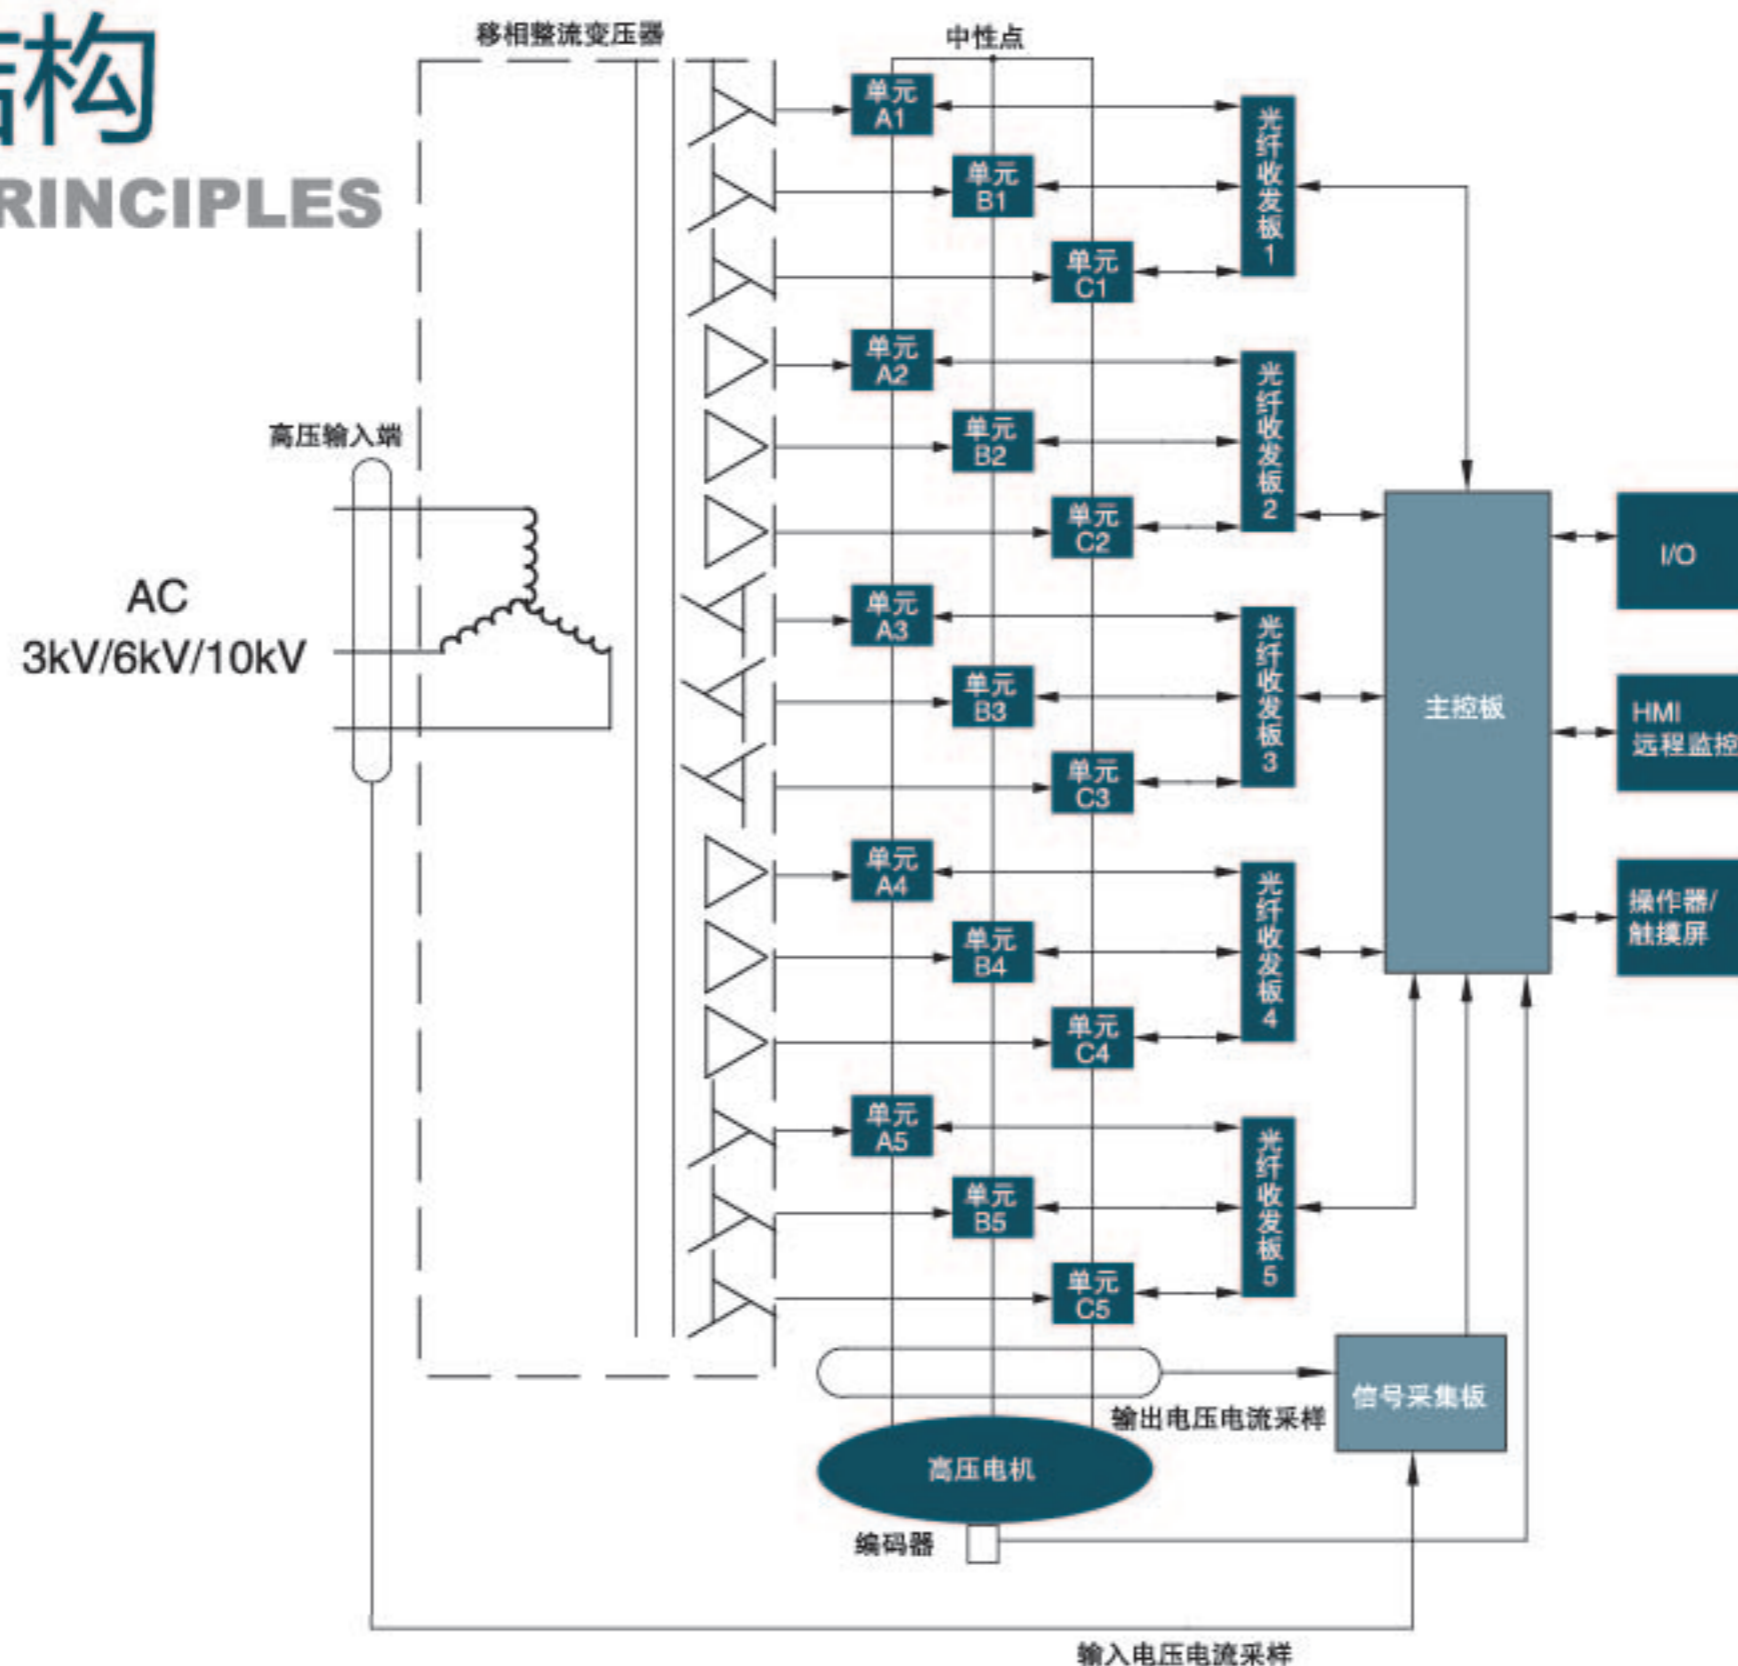 结构
RINCIPLES
移相整流变压器
中性点
单元
A1
单元
B1
单元
C1
光纤收发板1
单元
A2
单元
B2
单元
C2
光纤收发板2
高压输入端
AC
3kV/6kV/10kV
单元
A3
单元
B3
单元
C3
光纤收发板3
主控板
I/O
HMI
远程监控
操作器/
触摸屏
单元
A4
单元
B4
单元
C4
光纤收发板4
单元
A5
单元
B5
单元
C5
光纤收发板5
信号采集板
输出电压电流采样
高压电机
编码器
输入电压电流采样